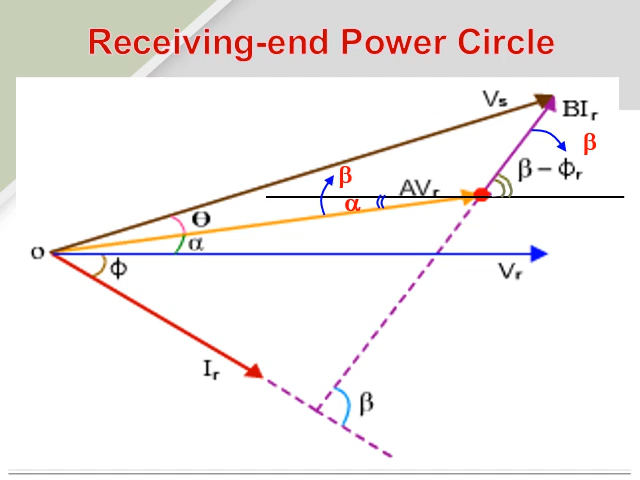 Receiving-end Power Circle
Vs
BIr
β
β – ϕr
β
AVr
α
Θ
α
o
ϕ
Vr
Ir
β